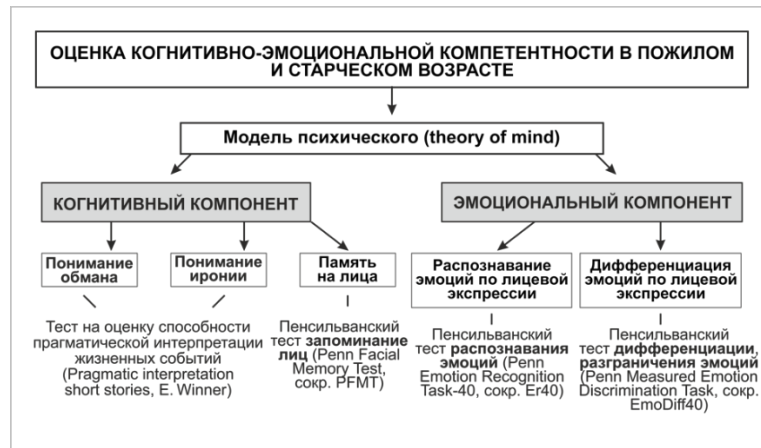 ОЦЕНКА КОГНИТИВНО-ЭМОЦИОНАЛЬНОЙ КОМПЕТЕНТНОСТИ В ПОЖИЛОМ
И СТАРЧЕСКОМ ВОЗРАСТЕ
Модель психического (theory of mind)
КОГНИТИВНЫЙ КОМПОНЕНТ
ЭМОЦИОНАЛЬНЫЙ КОМПОНЕНТ
Понимание
обмана
Понимание
иронии
Память
на лица
Распознавание
эмоций по лицевой
экспрессии
Дифференциация
эмоций по лицевой
экспрессии
Тест на оценку способности
прагматической интерпретации
жизненных событий
(Pragmatic interpretation
short stories, E. Winner)
Пенсильванский
тест запоминание
лиц (Penn Facial
Memory Test,
сокр. PFMT)
Пенсильванский
тест распознавания
эмоций (Penn
Emotion Recognition
Task-40, сокр. Er40)
Пенсильванский
тест дифференциации,
разграничения эмоций
(Penn Measured Emotion
Discrimination Task, сокр.
EmoDiff40)